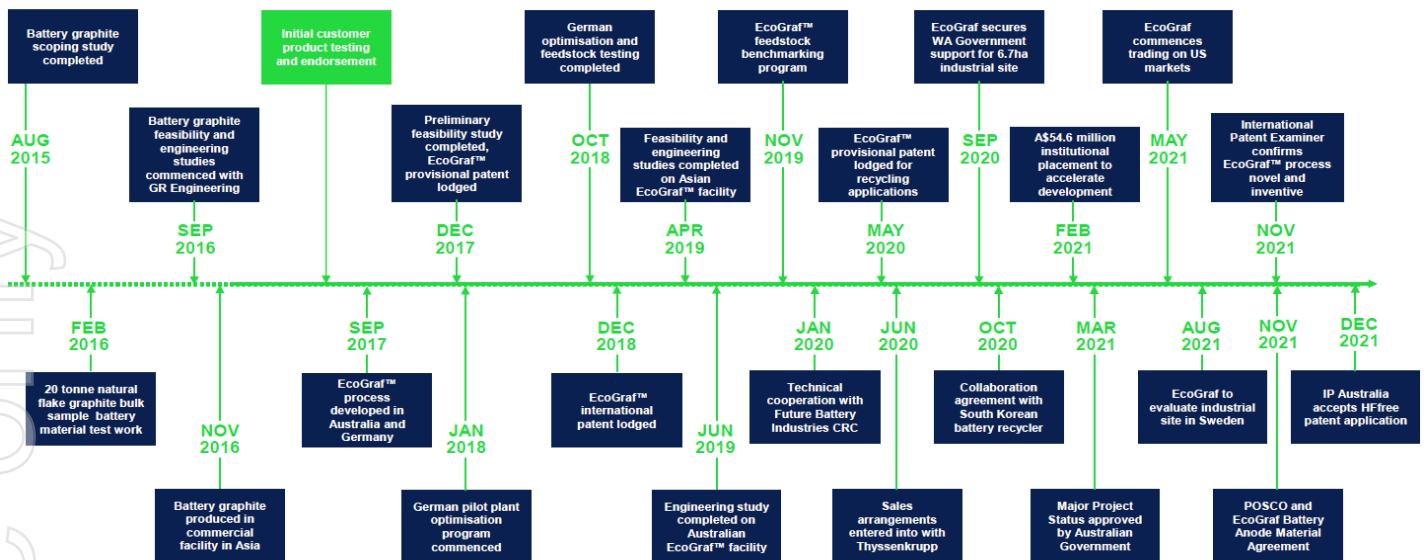 Battery graphite
scoping study
completed
AUG
2015
FEB
2016
20 tonne natural
flake graphite bulk
sample battery
material test work
Battery graphite
feasibility and
engineering
studies
commenced with
GR Engineering
SEP
2016
NOV
2016
Battery graphite
produced in
commercial
facility in Asia
Initial customer
product testing
and endorsement
SEP
2017
EcoGraf™
process
developed in
Australia and
Germany
Preliminary
feasibility study
completed,
EcoGraf™
provisional patent
lodged
DEC
2017
JAN
2018
German pilot plant
optimisation
program
commenced
German
optimisation and
feedstock testing
completed
OCT
2018
DEC
2018
EcoGraf™
international
patent lodged
Feasibility and
engineering
studies completed
on Asian
EcoGraf™ facility
APR
2019
JUN
2019
Engineering study
completed on
Australian
EcoGraf™ facility
EcoGraf™
feedstock
benchmarking
program
NOV
2019
JAN
2020
Technical
cooperation with
Future Battery
Industries CRC
EcoGraf™
provisional patent
lodged for
recycling
applications
MAY
2020
JUN
2020
Sales
arrangements
entered into with
Thyssenkrupp
EcoGraf secures
WA Government
support for 6.7ha
industrial site
SEP
2020
OCT
2020
Collaboration
agreement with
South Korean
battery recycler
A$54.6 million
institutional
placement to
accelerate
development
FEB
2021
MAR
2021
Major Project
Status approved
by Australian
Government
EcoGraf
commences
trading on US
markets
MAY
2021
AUG
2021
EcoGraf to
evaluate industrial
site in Sweden
International
Patent Examiner
confirms
EcoGraf™ process
novel and
inventive
NOV
2021
NOV
2021
POSCO and
EcoGraf Battery
Anode Material
Agreement
DEC
2021
IP Australia
accepts HFfree
patent application